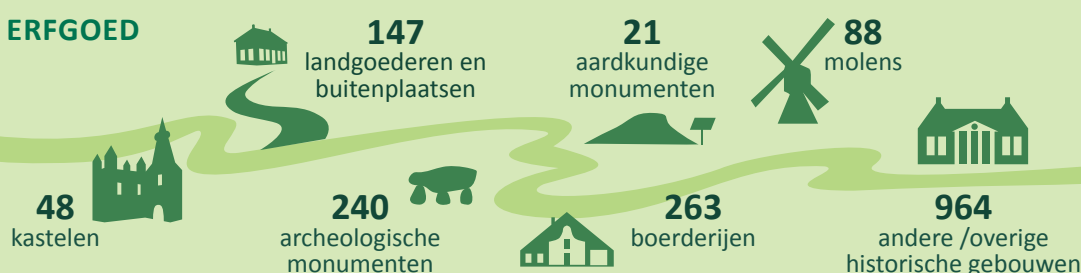 ERFGOED
147
landgoederen en
buitenplaatsen
21
aardkundige
monumenten
88
molens
48
kastelen
240
archeologische
monumenten
263
boerderijen
964
andere /overige
historische gebouwen